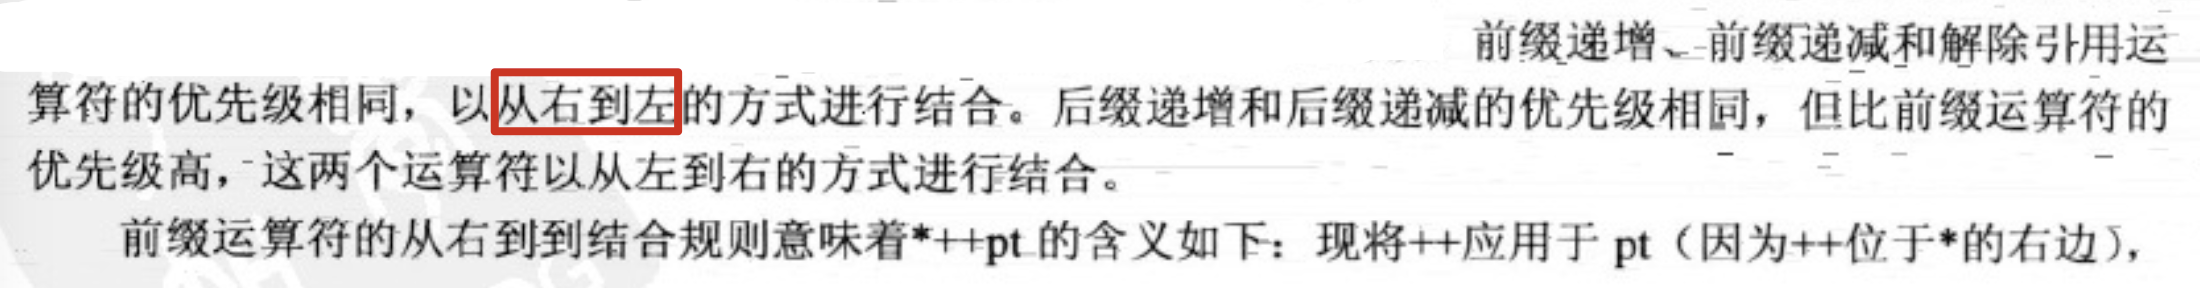 前缀递增、前缀递减和解除引用运
算符的优先级相同，以从右到左的方式进行结合。后缀递增和后缀递减的优先级相同，但比前缀运算符的
优先级高，这两个运算符以从左到右的方式进行结合。
前缀运算符的从右到到结合规则意味着*++pt 的含义如下：现将++应用于 pt（因为++位于*的右边），